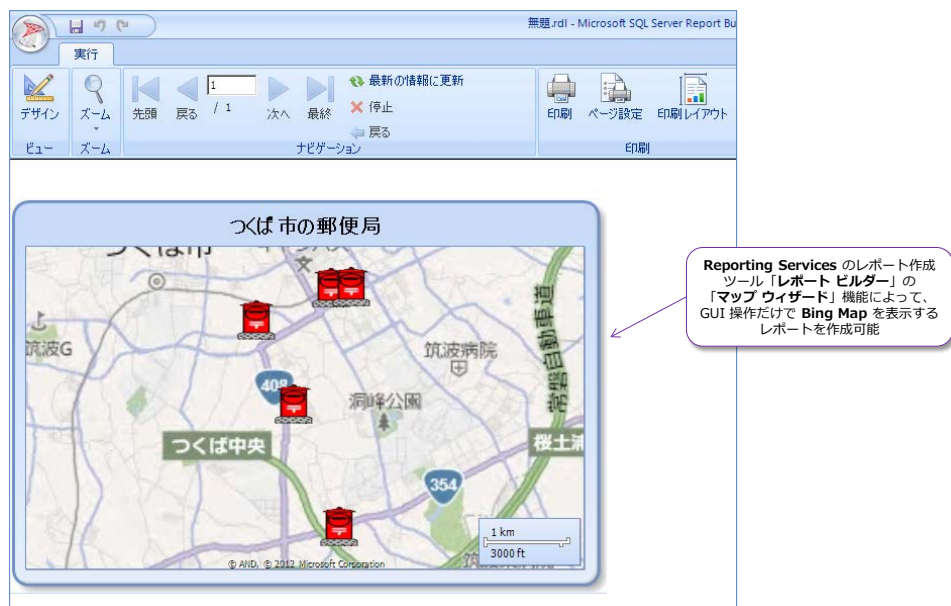 無題.rdl - Microsoft SQL Server Report Bu
実行
デザイン
ズーム
先頭
戻る
1
/ 1
次へ
最終
最新の情報に更新
停止
戻る
印刷
ページ設定
印刷レイアウト
ビュー
ズーム
ナビゲーション
印刷
つくば市の郵便局
つくば市
文
筑波G
408
筑波病院
洞峰公園
常磐自動車道
つくば中央
桜土浦
354
1 km
3000 ft
© AND, © 2012 Microsoft Corporation
Reporting Services のレポート作成
ツール「レポート ビルダー」の
「マップ ウィザード」機能によって、
GUI 操作だけで Bing Map を表示する
レポートを作成可能